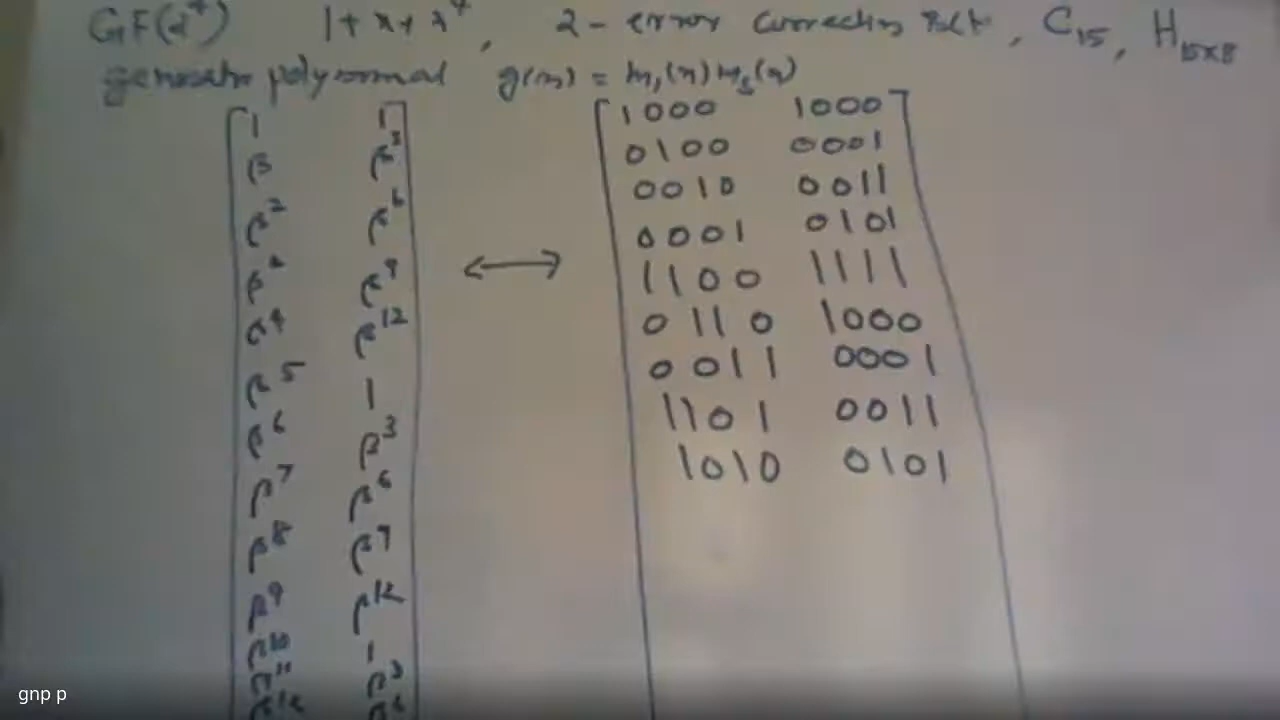 GF(2⁴) 1+x+x⁴, 2-error correcting BCH, C₁₅, H₁₅ₓ₈
generator polynomial g(x) = m₁(x)m₃(x)
1 1
β β³
β² β⁶
β³ β⁹
β⁴ β¹²
β⁵ 1
β⁶ β³
β⁷ β⁶
β⁸ β⁹
β⁹ β¹²
β¹⁰ 1
β¹¹ β³
β¹² β⁶
↔
1000 1000
0100 0001
0010 0011
0001 0101
1100 1111
0110 1000
0011 0001
1101 0011
1010 0101
gnp p